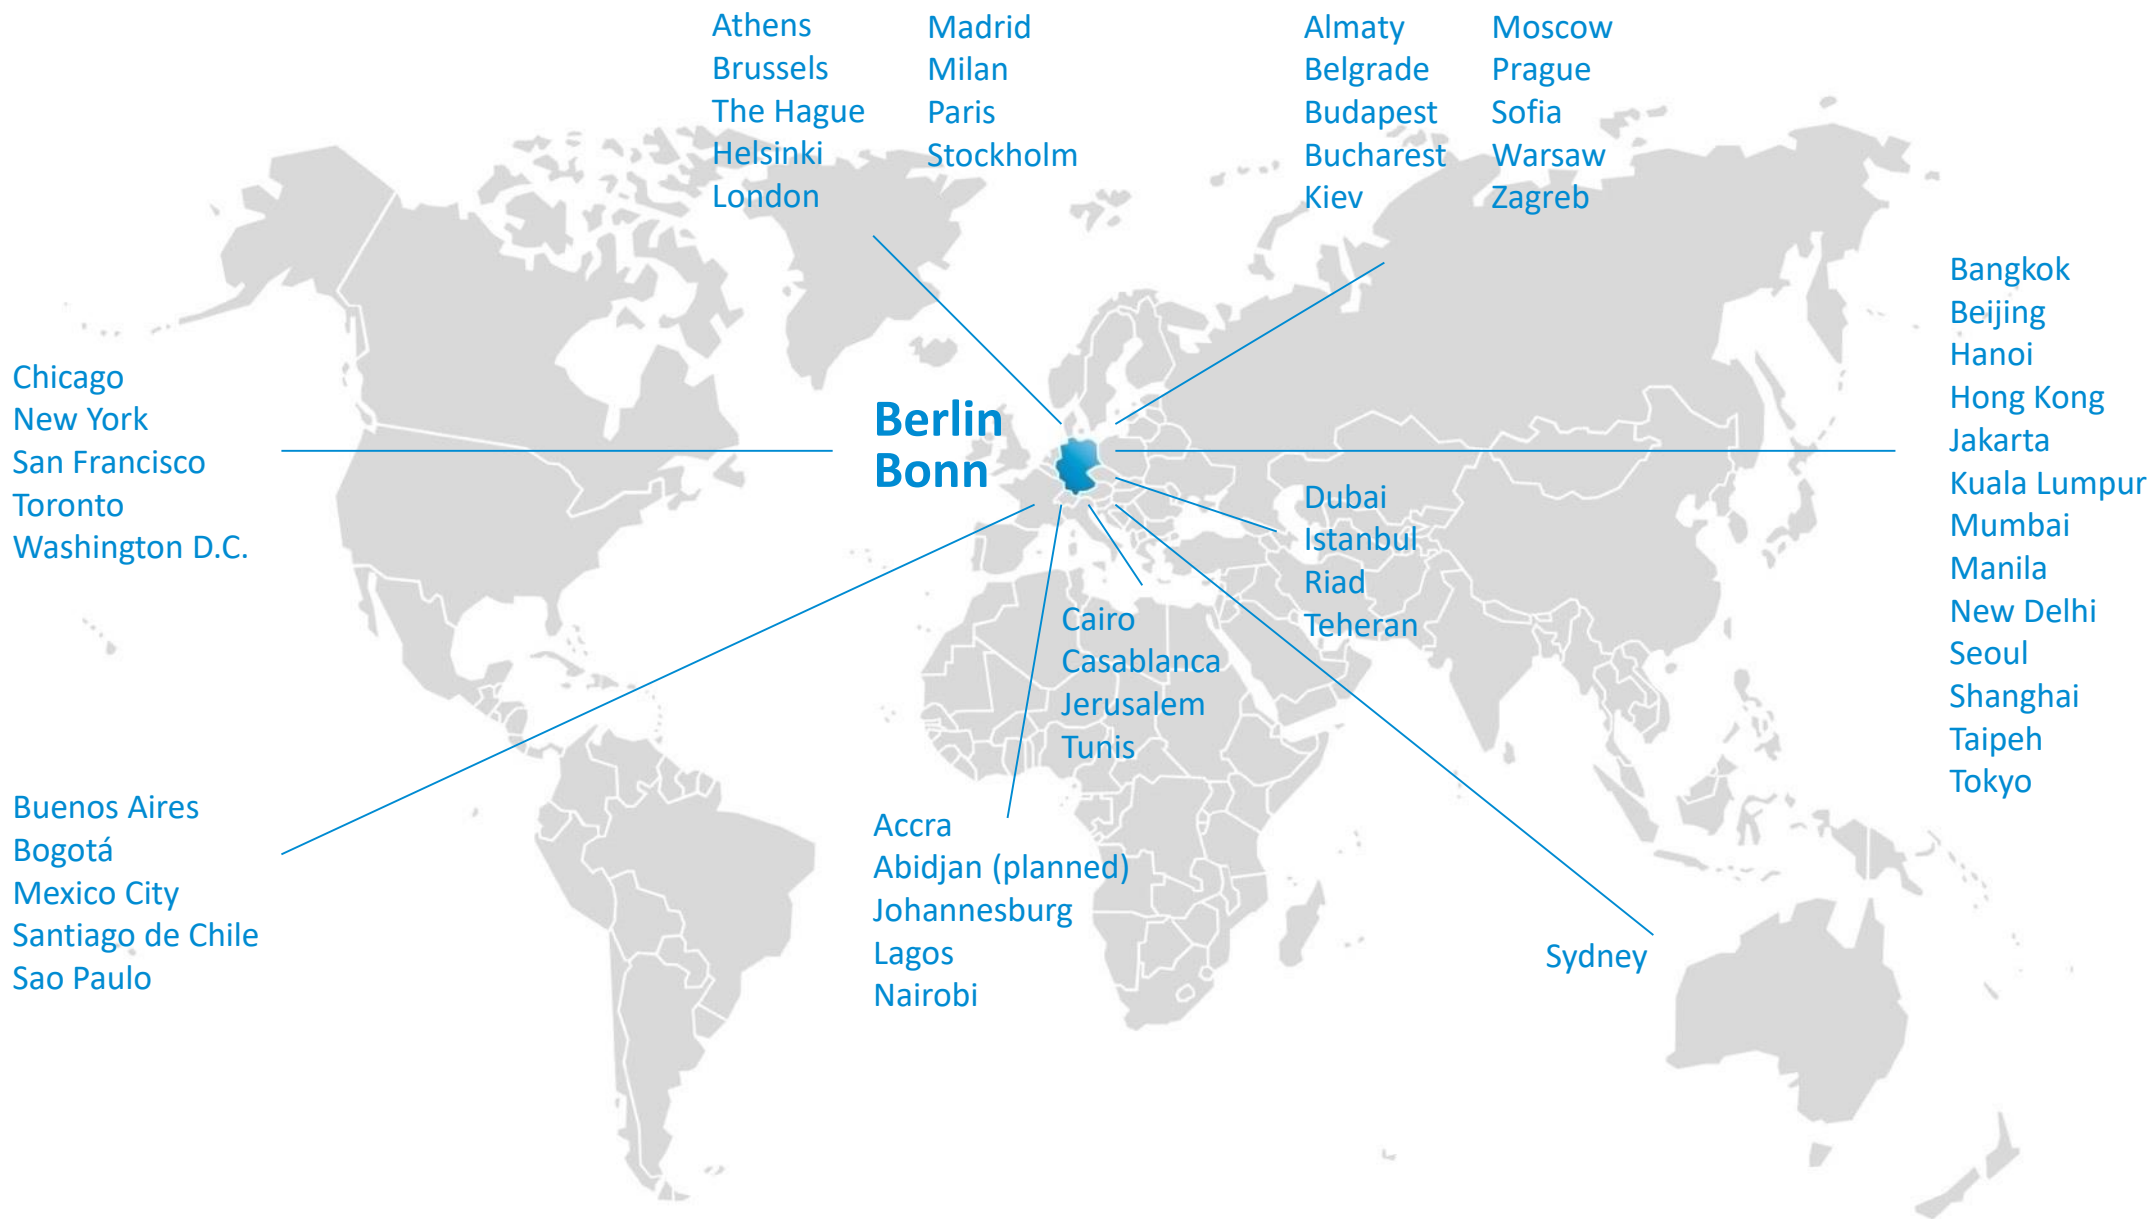 Athens
Brussels
The Hague
Helsinki
London
Madrid
Milan
Paris
Stockholm
Almaty
Belgrade
Budapest
Bucharest
Kiev
Moscow
Prague
Sofia
Warsaw
Zagreb
Chicago
New York
San Francisco
Toronto
Washington D.C.
Berlin
Bonn
Bangkok
Beijing
Hanoi
Hong Kong
Jakarta
Kuala Lumpur
Mumbai
Manila
New Delhi
Seoul
Shanghai
Taipeh
Tokyo
Dubai
Istanbul
Riad
Teheran
Cairo
Casablanca
Jerusalem
Tunis
Buenos Aires
Bogotá
Mexico City
Santiago de Chile
Sao Paulo
Accra
Abidjan (planned)
Johannesburg
Lagos
Nairobi
Sydney